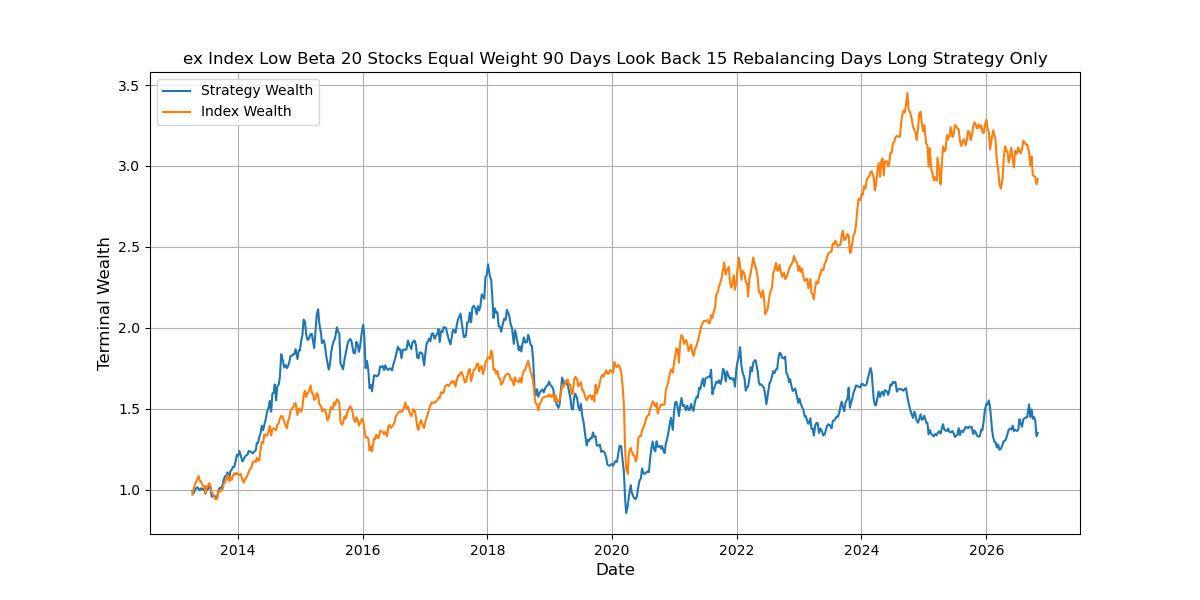 ex Index Low Beta 20 Stocks Equal Weight 90 Days Look Back 15 Rebalancing Days Long Strategy Only
Strategy Wealth
Index Wealth
Terminal Wealth
3.5
3.0
2.5
2.0
1.5
1.0
2014 2016 2018 2020 2022 2024 2026
Date